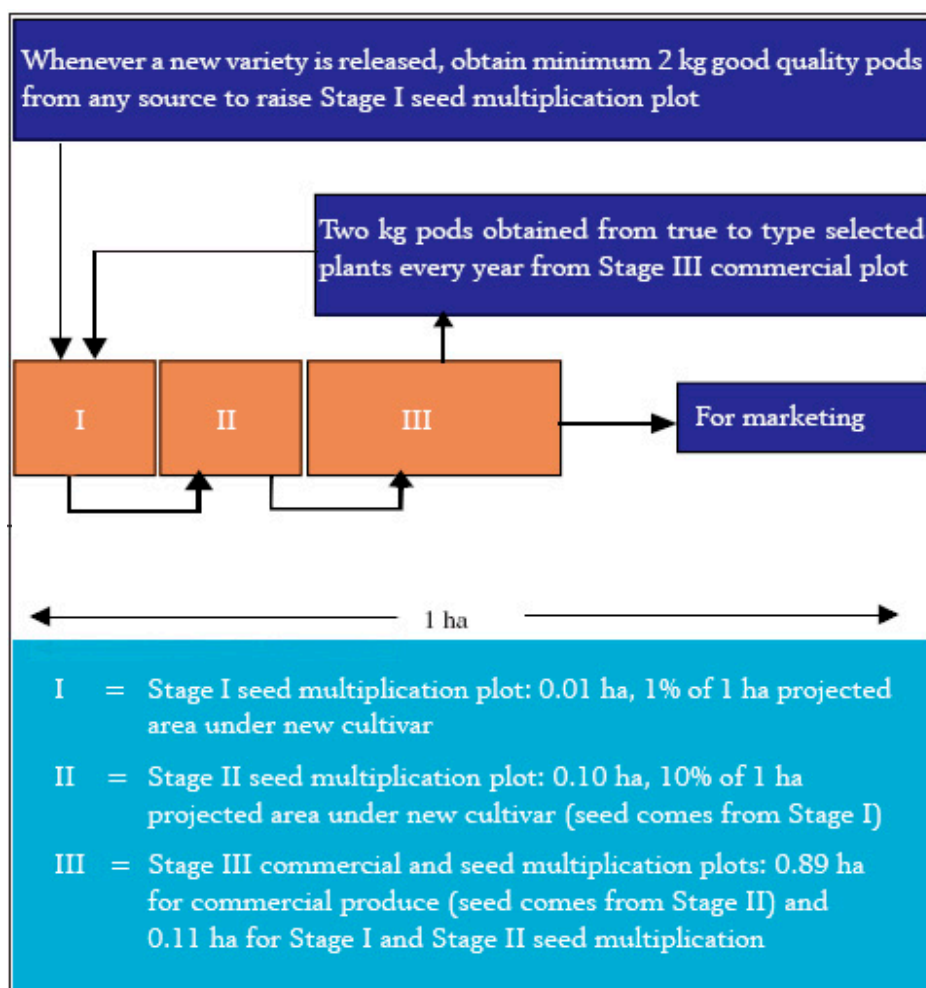 Whenever a new variety is released, obtain minimum 2 kg good quality pods
from any source to raise Stage I seed multiplication plot
Two kg pods obtained from true to type selected
plants every year from Stage III commercial plot
I
II
III
For marketing
1 ha
I = Stage I seed multiplication plot: 0.01 ha, 1% of 1 ha projected
area under new cultivar
II = Stage II seed multiplication plot: 0.10 ha, 10% of 1 ha
projected area under new cultivar (seed comes from Stage I)
III = Stage III commercial and seed multiplication plots: 0.89 ha
for commercial produce (seed comes from Stage II) and
0.11 ha for Stage I and Stage II seed multiplication